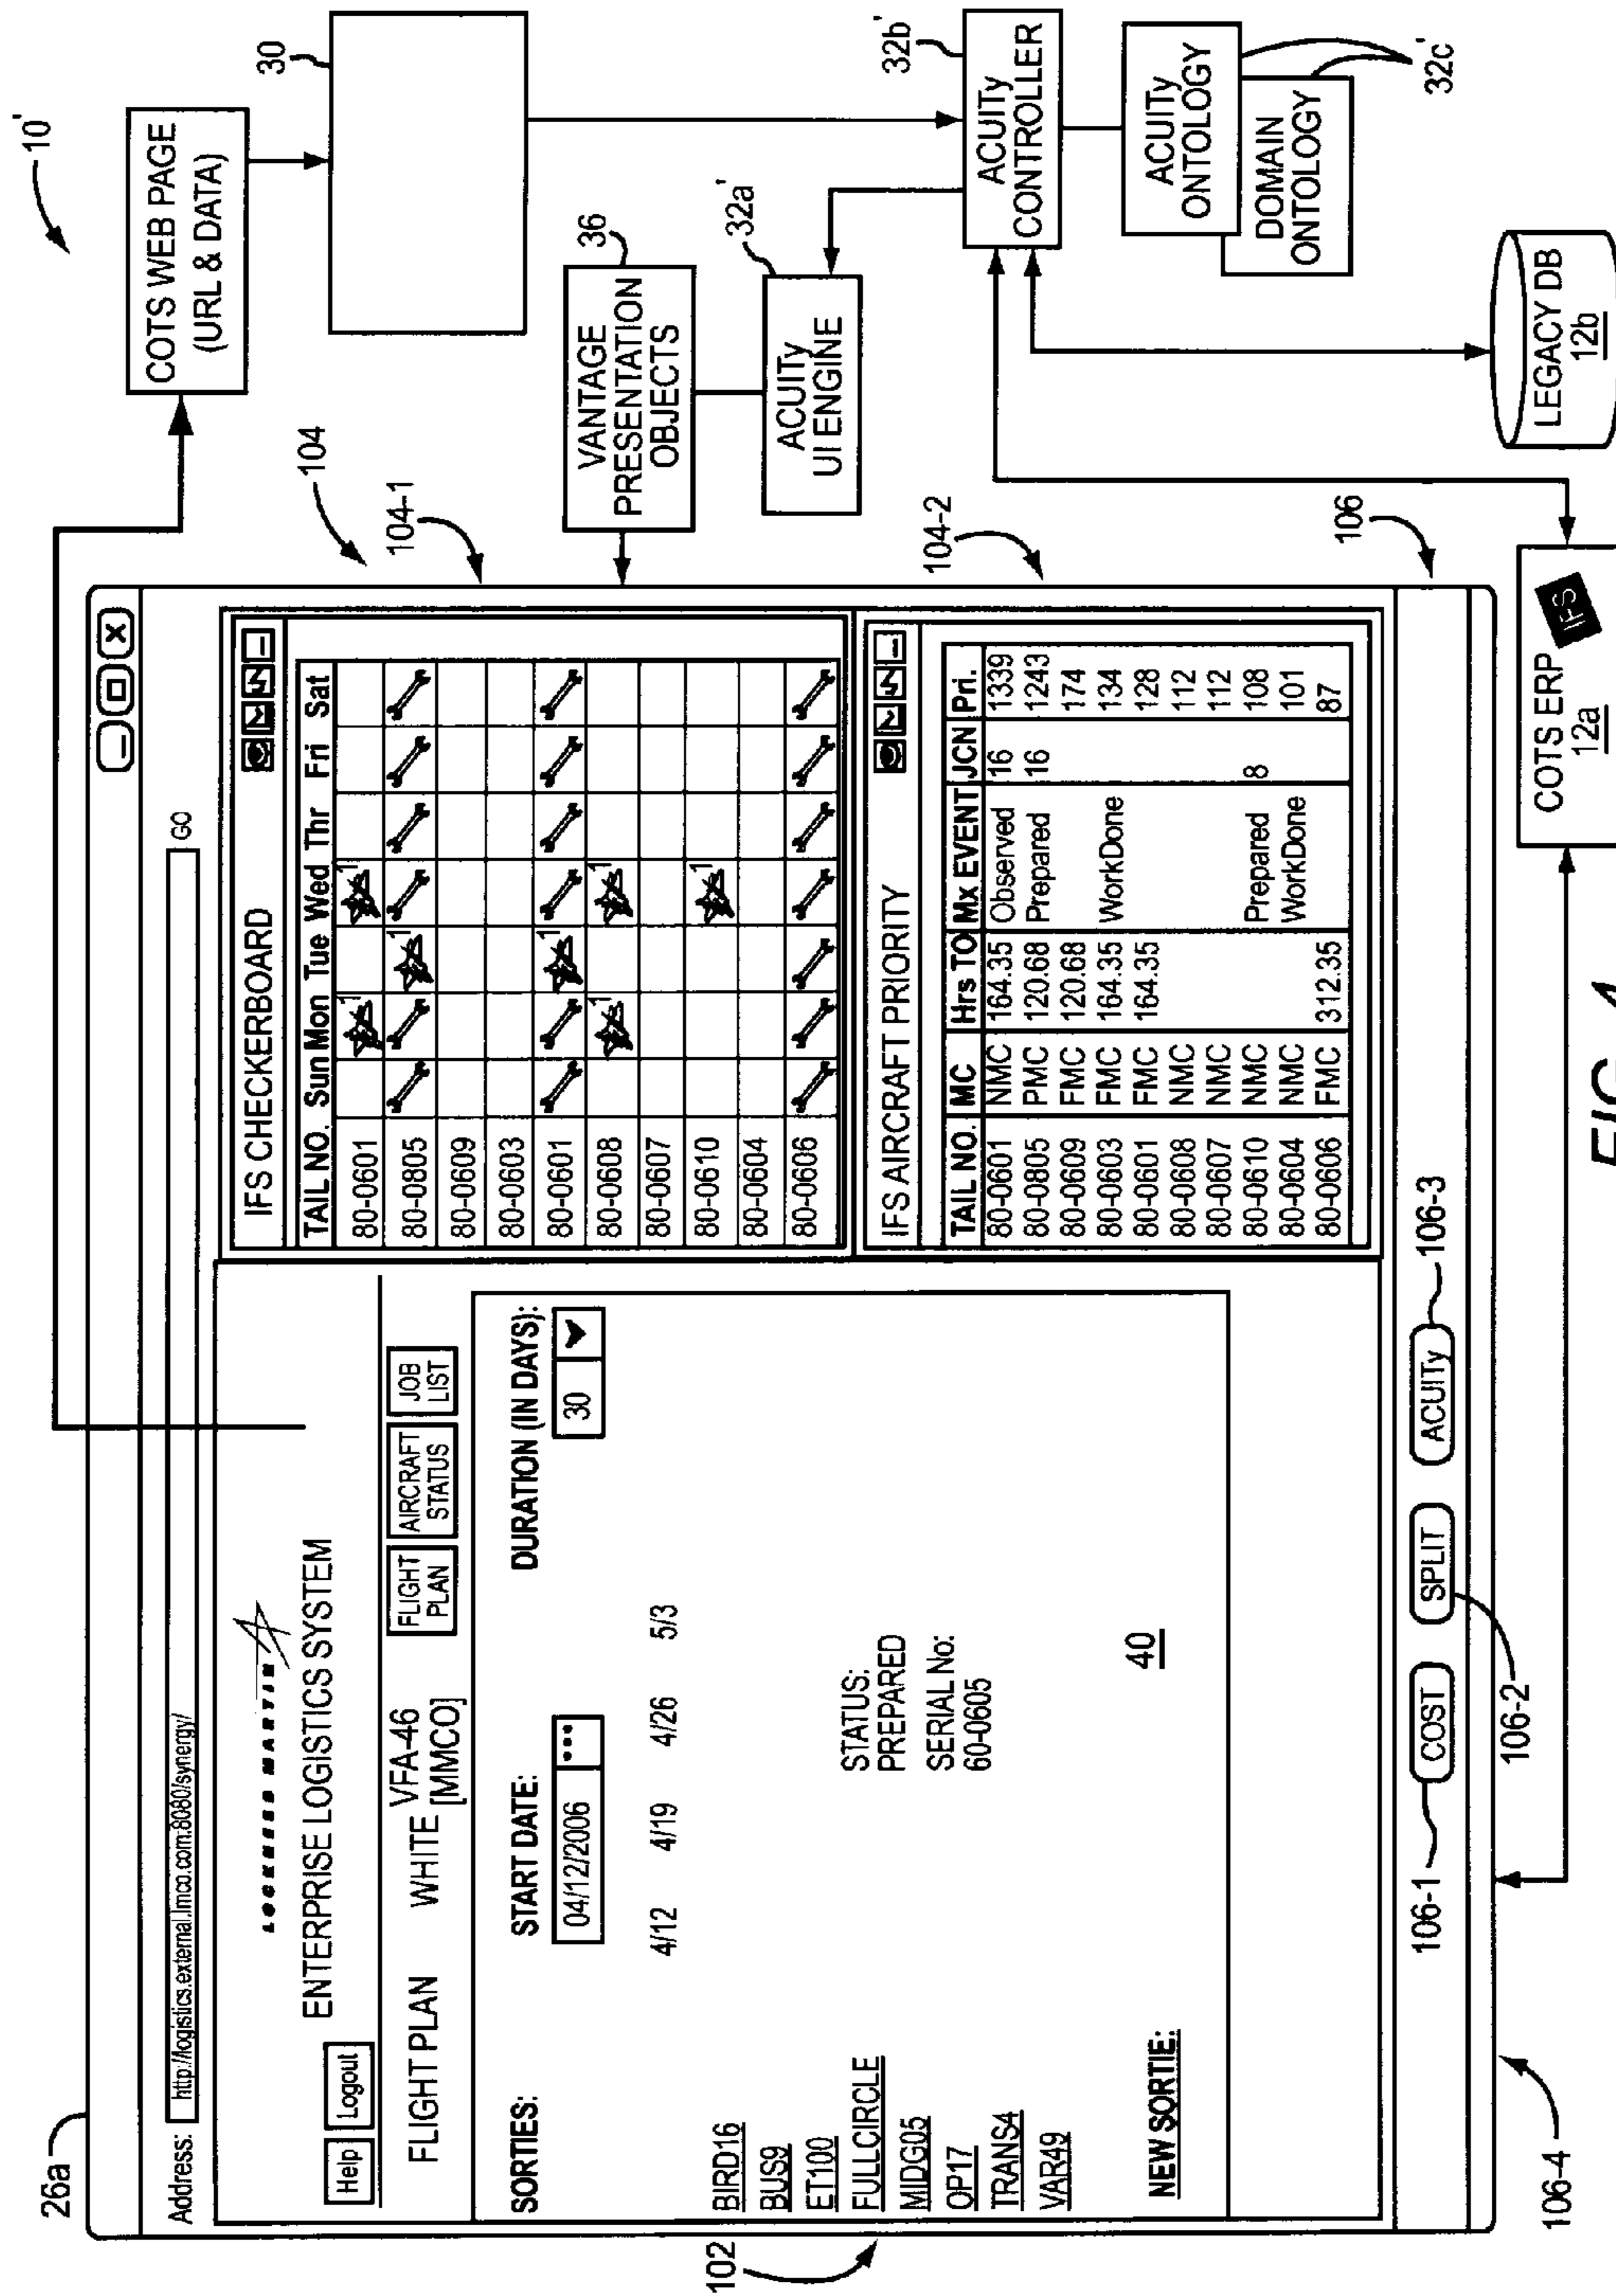 26a
Address: http://logistics.external.lmco.com:8080/synergy/ GO
LOCKHEED MARTIN
ENTERPRISE LOGISTICS SYSTEM
Help Logout
FLIGHT PLAN WHITE VFA-46
[MMCO]
FLIGHT PLAN
AIRCRAFT STATUS
JOB LIST
SORTIES: START DATE: DURATION (IN DAYS):
04/12/2006 ••• 30
4/12 4/19 4/26 5/3
BIRD16
BUS9
ET100
FULLCIRCLE
MIDG05
OP17
TRANS4
VAR49
STATUS:
PREPARED
SERIAL No:
60-0605
NEW SORTIE:
40
102
IFS CHECKERBOARD
TAIL NO. Sun Mon Tue Wed Thr Fri Sat
80-0601 1 1
80-0805 1
80-0609
80-0603
80-0601 1
80-0608 1 1
80-0607
80-0610 1
80-0604
80-0606
IFS AIRCRAFT PRIORITY
TAIL NO. MC Hrs TO Mx EVENT JCN Pri.
80-0601 NMC 164.35 Observed 16 1339
80-0805 PMC 120.68 Prepared 16 1243
80-0609 FMC 120.68 174
80-0603 FMC 164.35 WorkDone 134
80-0601 FMC 164.35 128
80-0608 NMC 112
80-0607 NMC 112
80-0610 NMC Prepared 8 108
80-0604 NMC WorkDone 101
80-0606 FMC 312.35 87
COST SPLIT ACUITy
106-1
106-2
106-3
106-4
104
104-1
104-2
106
10'
COTS WEB PAGE
(URL & DATA)
30
VANTAGE
PRESENTATION
OBJECTS
36
ACUITy
UI ENGINE
32a'
ACUITy
CONTROLLER
32b'
ACUITy
ONTOLOGY
DOMAIN
ONTOLOGY
32c'
LEGACY DB
12b
COTS ERP
12a
IFS